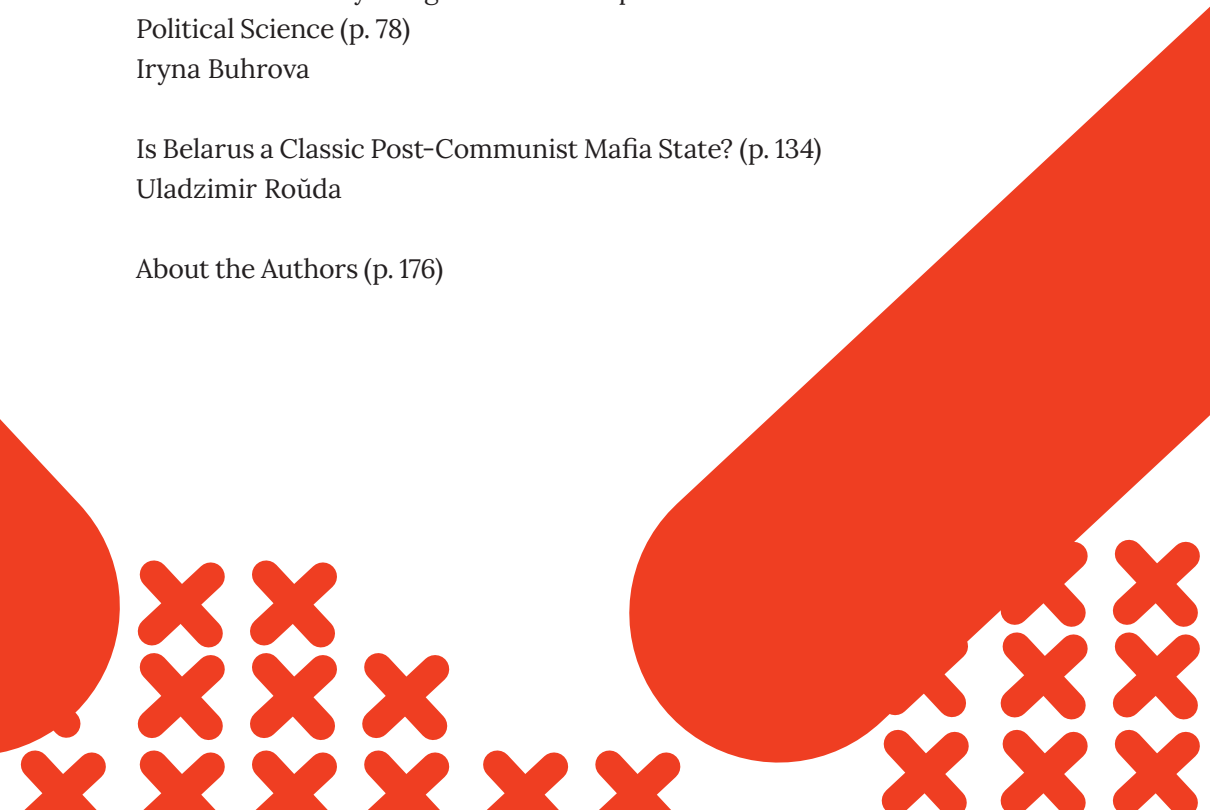 Political Science (p. 78)
Iryna Buhrova
Is Belarus a Classic Post-Communist Mafia State? (p. 134)
Uladzimir Roŭda
About the Authors (p. 176)